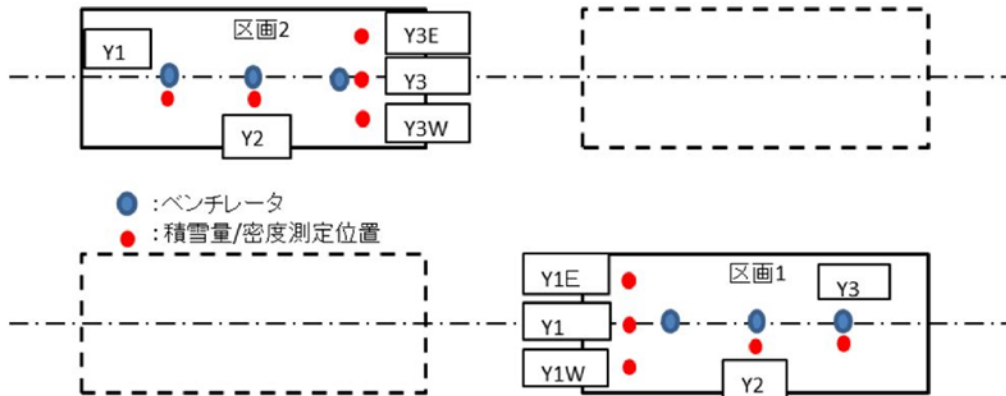 区画2
Y1
Y3E
Y3
Y3W
Y2
:ベンチレータ
:積雪量/密度測定位置
区画1
Y1E
Y3
Y1
Y1W
Y2